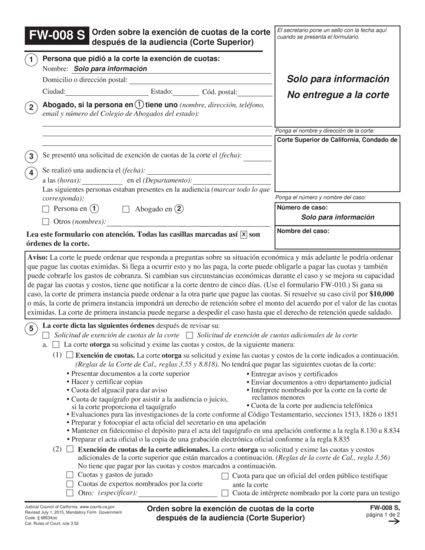 FW-008 S
Orden sobre la exención de cuotas de la corte
después de la audiencia (Corte Superior)
El secretario pone un sello con la fecha aquí
cuando se presenta el formulario.
Solo para información
No entregue a la corte
1 Persona que pidió a la corte la exención de cuotas:
Nombre: Solo para información
Domicilio o dirección postal:
Ciudad: Estado: Cód. postal:
2 Abogado, si la persona en 1 tiene uno (nombre, dirección, teléfono,
email y número del Colegio de Abogados del estado):
Ponga el nombre y dirección de la corte:
Corte Superior de California, Condado de
3 Se presentó una solicitud de exención de cuotas de la corte el (fecha):
4 Se realizó una audiencia el (fecha):
a las (horas): en el (Departamento):
Las siguientes personas estaban presentes en la audiencia (marcar todo lo que
corresponda):
Persona en 1 Abogado en 2
Otros (nombres):
Ponga el número y nombre del caso:
Número de caso:
Solo para información
Nombre del caso:
Lea este formulario con atención. Todas las casillas marcadas así x son
órdenes de la corte.
Aviso: La corte le puede ordenar que responda a preguntas sobre su situación económica y más adelante le podría ordenar
que pague las cuotas eximidas. Si llega a ocurrir esto y no las paga, la corte puede obligarle a pagar las cuotas y también
puede cobrarle los gastos de cobranza. Si cambian sus circunstancias económicas durante el caso y se mejora su capacidad
de pagar las cuotas y costos, tiene que notificar a la corte dentro de cinco días. (Use el formulario FW-010.) Si gana su
caso, la corte de primera instancia puede ordenar a la otra parte que pague las cuotas. Si resuelve su caso civil por $10,000
o más, la corte de primera instancia impondrá un derecho de retención sobre el monto del acuerdo por el valor de las cuotas
eximidas. La corte de primera instancia puede negarse a despedir el caso hasta que el derecho de retención quede saldado.
5 La corte dicta las siguientes órdenes después de revisar su:
Solicitud de exención de cuotas de la corte Solicitud de exención de cuotas adicionales de la corte
a. La corte otorga su solicitud y exime las cuotas y costos, de la siguiente manera:
(1) Exención de cuotas. La corte otorga su solicitud y exime las cuotas y costos de la corte indicados a continuación.
(Reglas de la Corte de Cal., reglas 3.55 y 8.818). No tendrá que pagar las siguientes cuotas de la corte:
• Presentar documentos a la corte superior
• Hacer y certificar copias
• Cuota del alguacil para dar aviso
• Cuota de taquígrafo por asistir a la audiencia o juicio,
si la corte proporciona el taquígrafo
• Entregar avisos y certificados
• Enviar documentos a otro departamento judicial
• Intérprete nombrado por la corte en la corte de
reclamos menores
• Cuota de la corte por audiencia telefónica
• Evaluaciones para investigaciones de la corte conforme al Código Testamentario, secciones 1513, 1826 o 1851
• Preparar y fotocopiar el acta oficial del secretario en una apelación
• Mantener en fideicomiso el depósito para el acta del taquígrafo en una apelación conforme a la regla 8.130 u 8.834
• Preparar el acta oficial o la copia de una grabación electrónica oficial conforme a la regla 8.835
(2) Exención de cuotas de la corte adicionales. La corte otorga su solicitud y exime las cuotas y costos
adicionales de la corte superior que están marcados a continuación. (Reglas de la Corte de Cal., regla 3.56)
No tiene que pagar por las cuotas y costos marcados a continuación.
Cuotas y gastos de jurado
Cuotas de expertos nombrados por la corte
Otro: (especificar):
Cuota para que un oficial del orden público testifique
ante la corte
Cuota de intérprete nombrado por la corte para un testigo
Judicial Council of California, www.courts.ca.gov
Revised July 1, 2015, Mandatory Form Government
Code, § 68634(e)
Cal. Rules of Court, rule 3.52
Orden sobre la exención de cuotas de la corte
después de la audiencia (Corte Superior)
FW-008 S,
página 1 de 2